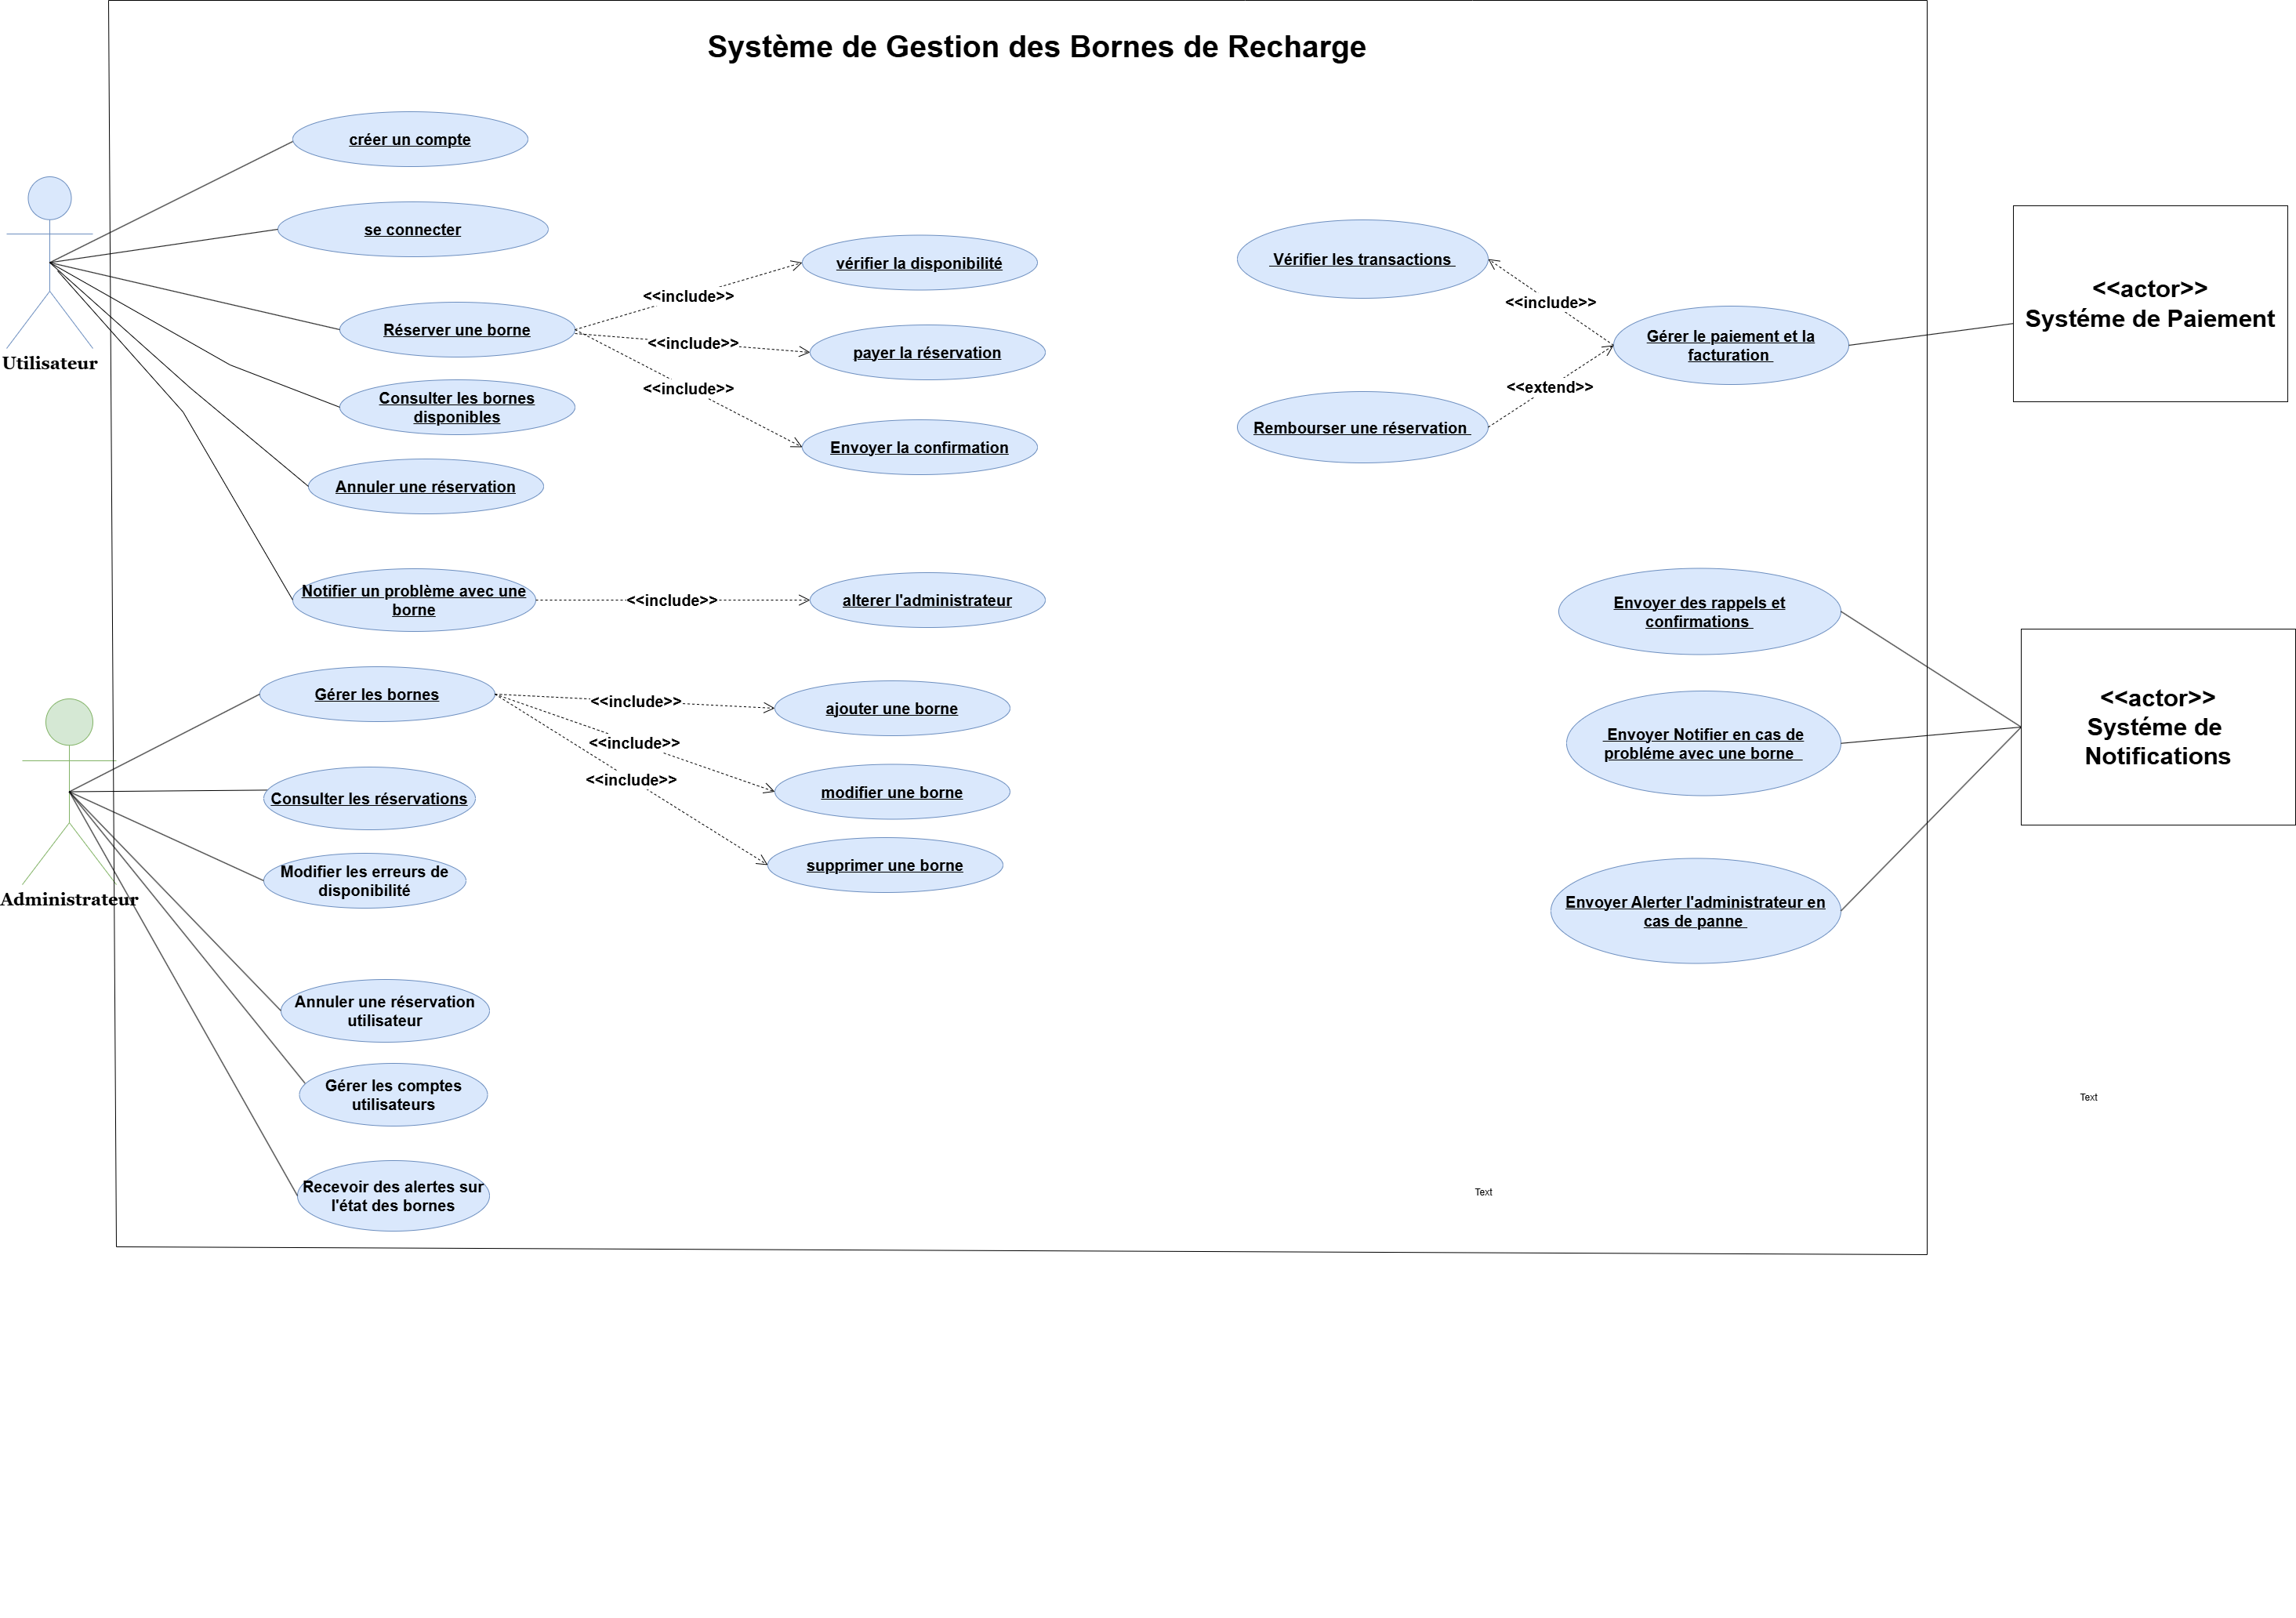 Système de Gestion des Bornes de Recharge
créer un compte
se connecter
Réserver une borne
Consulter les bornes
disponibles
Annuler une réservation
Notifier un problème avec une
borne
Utilisateur
<<include>>
<<include>>
<<include>>
vérifier la disponibilité
payer la réservation
Envoyer la confirmation
<<include>>
alterer l'administrateur
Vérifier les transactions
Rembourser une réservation
<<include>>
<<extend>>
Gérer le paiement et la
facturation
<<actor>>
Systéme de Paiement
Envoyer des rappels et
confirmations
Envoyer Notifier en cas de
probléme avec une borne
Envoyer Alerter l'administrateur en
cas de panne
<<actor>>
Systéme de
Notifications
Administrateur
Gérer les bornes
Consulter les réservations
Modifier les erreurs de
disponibilité
Annuler une réservation
utilisateur
Gérer les comptes
utilisateurs
Recevoir des alertes sur
l'état des bornes
<<include>>
<<include>>
<<include>>
ajouter une borne
modifier une borne
supprimer une borne
Text
Text